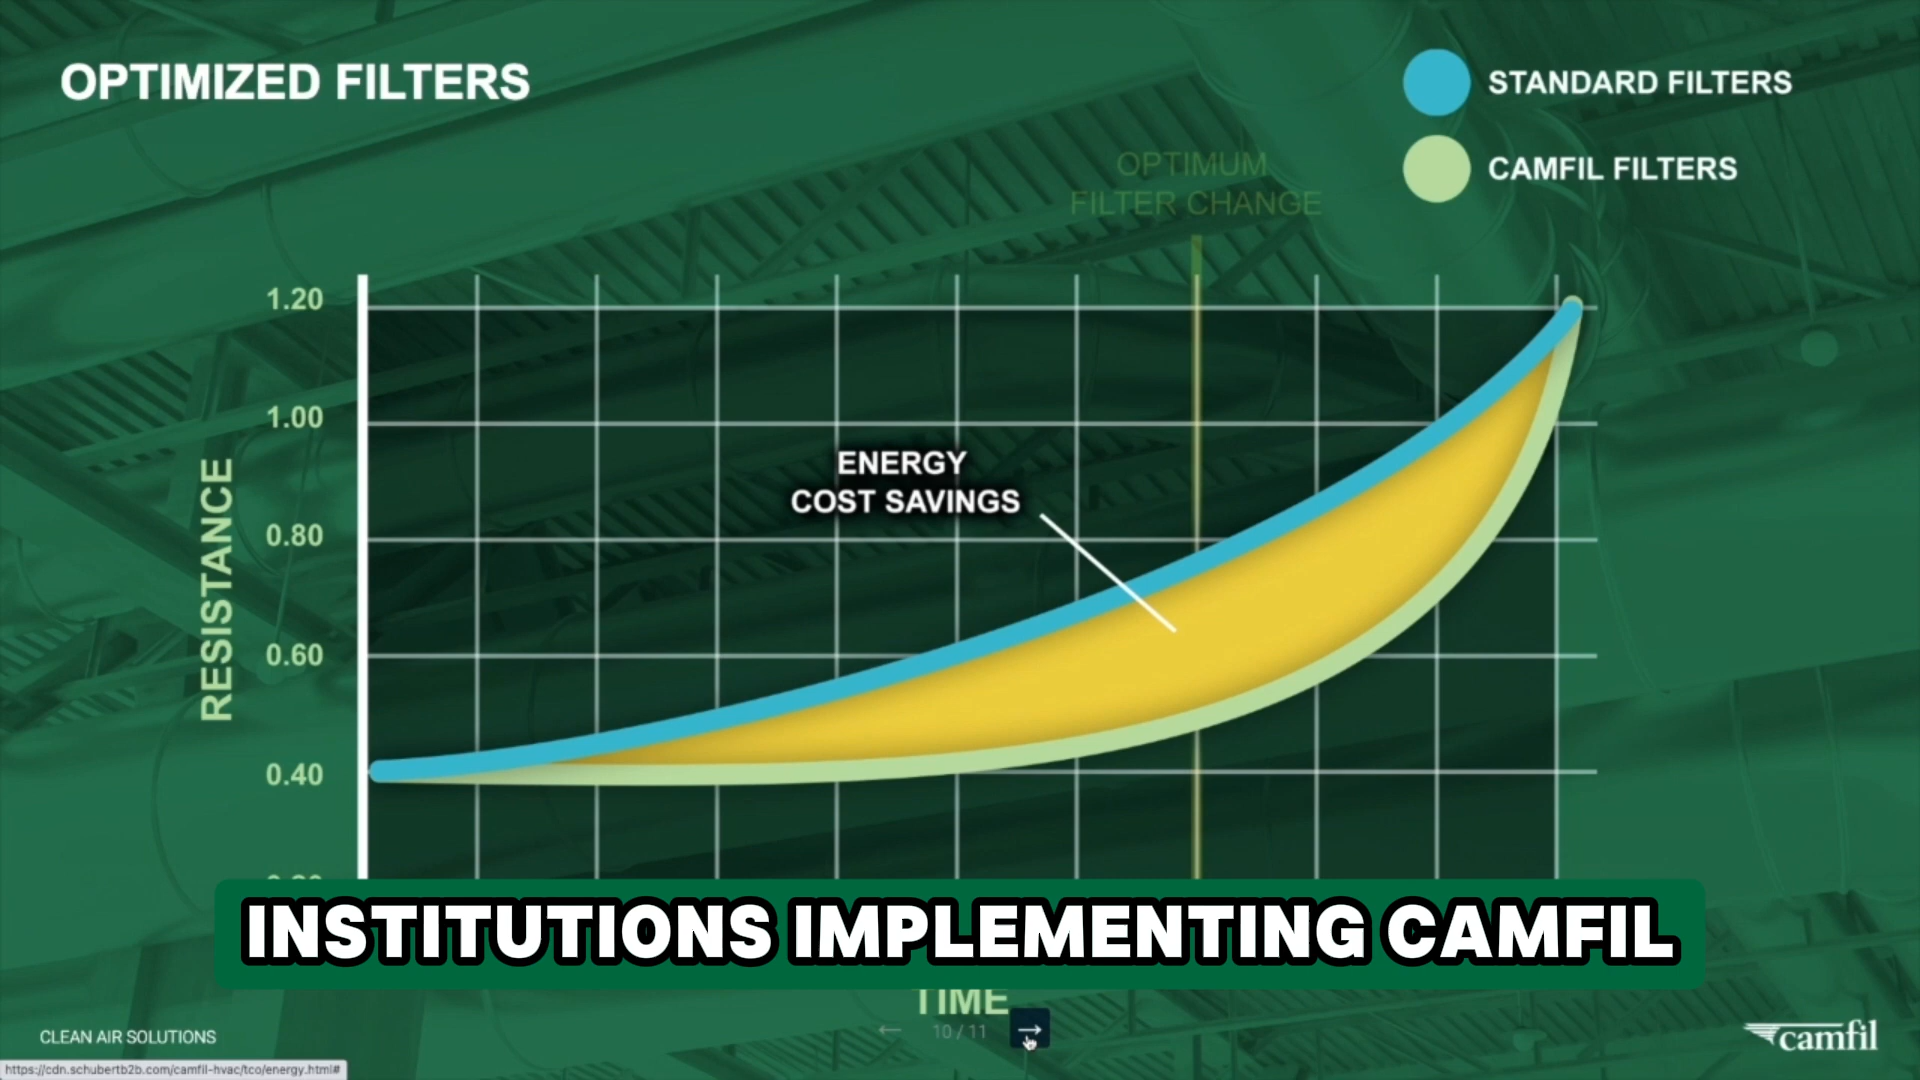 OPTIMIZED FILTERS
STANDARD FILTERS
CAMFIL FILTERS
OPTIMUM
FILTER CHANGE
1.20
1.00
0.80
0.60
0.40
RESISTANCE
ENERGY
COST SAVINGS
INSTITUTIONS IMPLEMENTING CAMFIL
TIME
← 10 / 11 →
CLEAN AIR SOLUTIONS
camfil
https://cdn.schubertb2b.com/camfil-hvac/tco/energy.html#